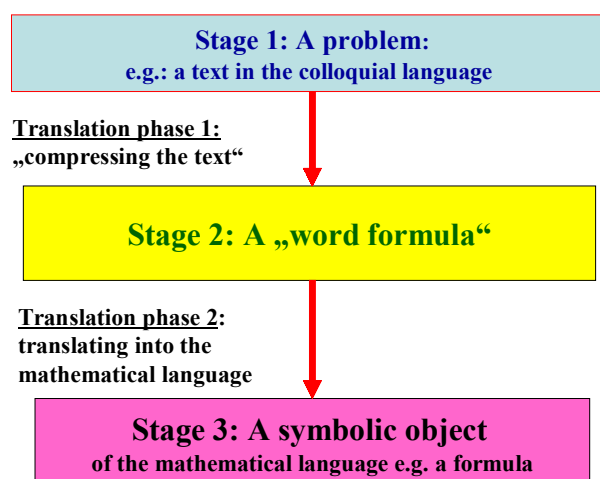 Stage 1: A problem:
e.g.: a text in the colloquial language
Translation phase 1:
„compressing the text“
Stage 2: A „word formula“
Translation phase 2:
translating into the
mathematical language
Stage 3: A symbolic object
of the mathematical language e.g. a formula